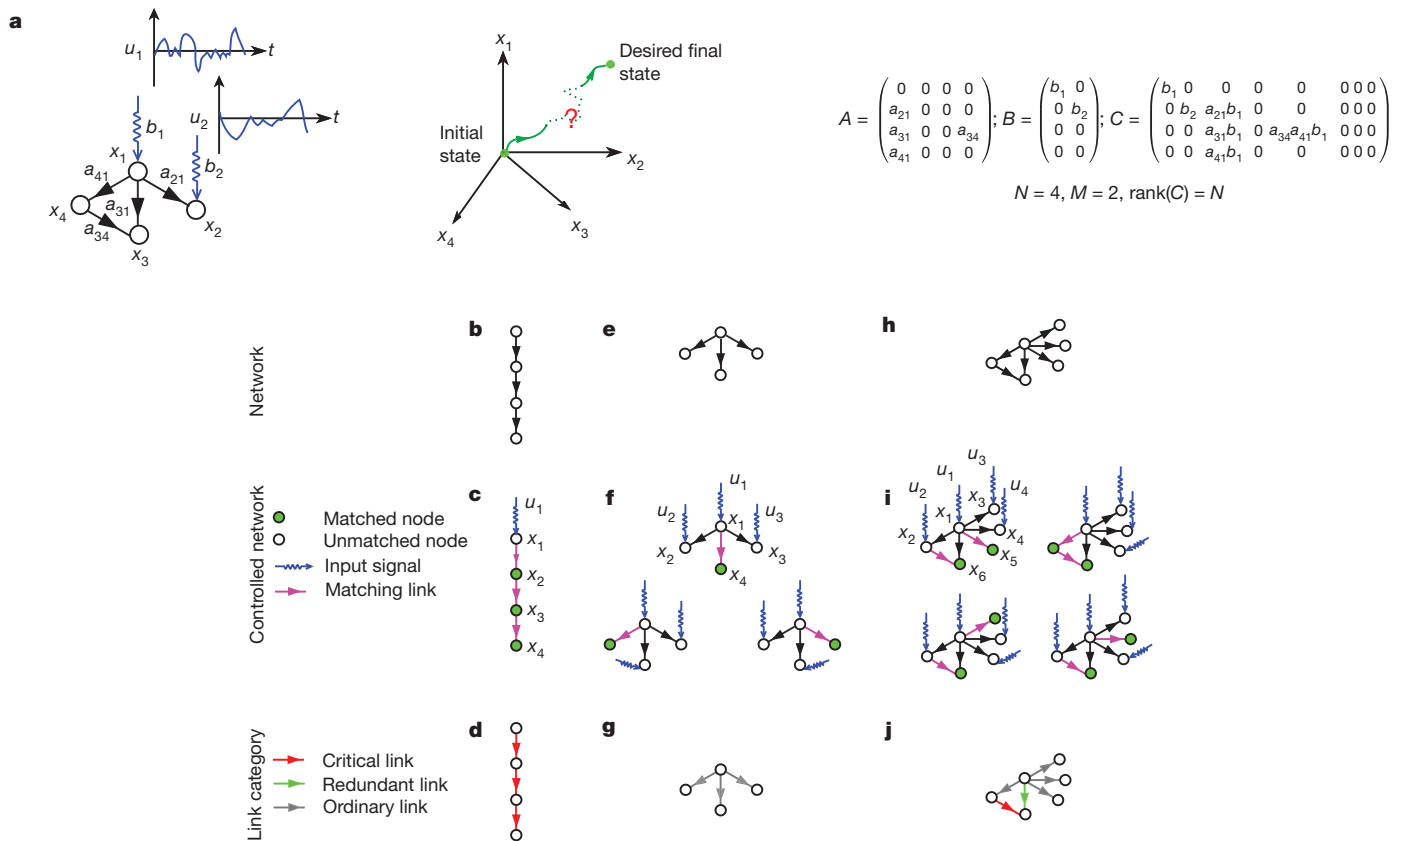 a
u1
t
u2
t
b1
b2
x1
a41
a21
a31
x4
a34
x2
x3
x1
Desired final
state
?
Initial
state
x2
x3
x4
A = ( 0 0 0 0
a21 0 0 0
a31 0 0 a34
a41 0 0 0 ); B = ( b1 0
0 b2
0 0
0 0 ); C = ( b1 0 0 0 0 0 0 0
0 b2 a21b1 0 0 0 0 0
0 0 a31b1 0 a34a41b1 0 0 0
0 0 a41b1 0 0 0 0 0 )
N = 4, M = 2, rank(C) = N
Network
b
e
h
Controlled network
Matched node
Unmatched node
Input signal
Matching link
c
u1
x1
x2
x3
x4
f
u1
u2
u3
x1
x2
x3
x4
i
u3
u1
u2
u4
x3
x1
x2
x4
x5
x6
Link category
Critical link
Redundant link
Ordinary link
d
g
j